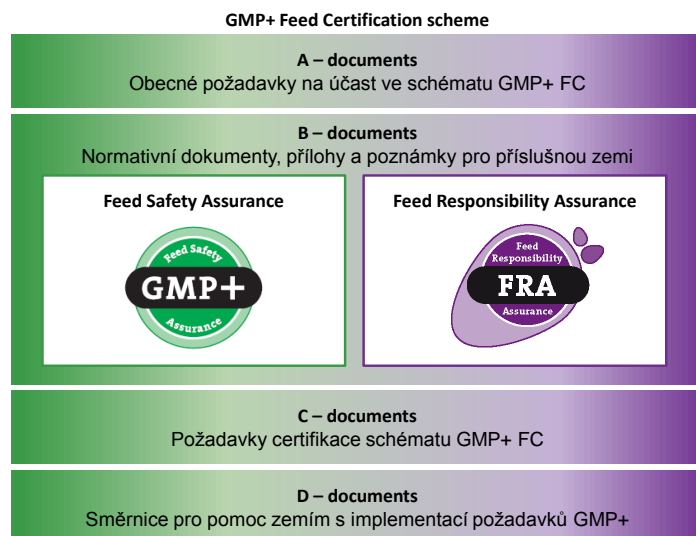 GMP+ Feed Certification scheme
A – documents
Obecné požadavky na účast ve schématu GMP+ FC
B – documents
Normativní dokumenty, přílohy a poznámky pro příslušnou zemi
Feed Safety Assurance
Feed Safety
GMP+
Assurance
Feed Responsibility Assurance
Feed
Responsibility
FRA
Assurance
C – documents
Požadavky certifikace schématu GMP+ FC
D – documents
Směrnice pro pomoc zemím s implementací požadavků GMP+